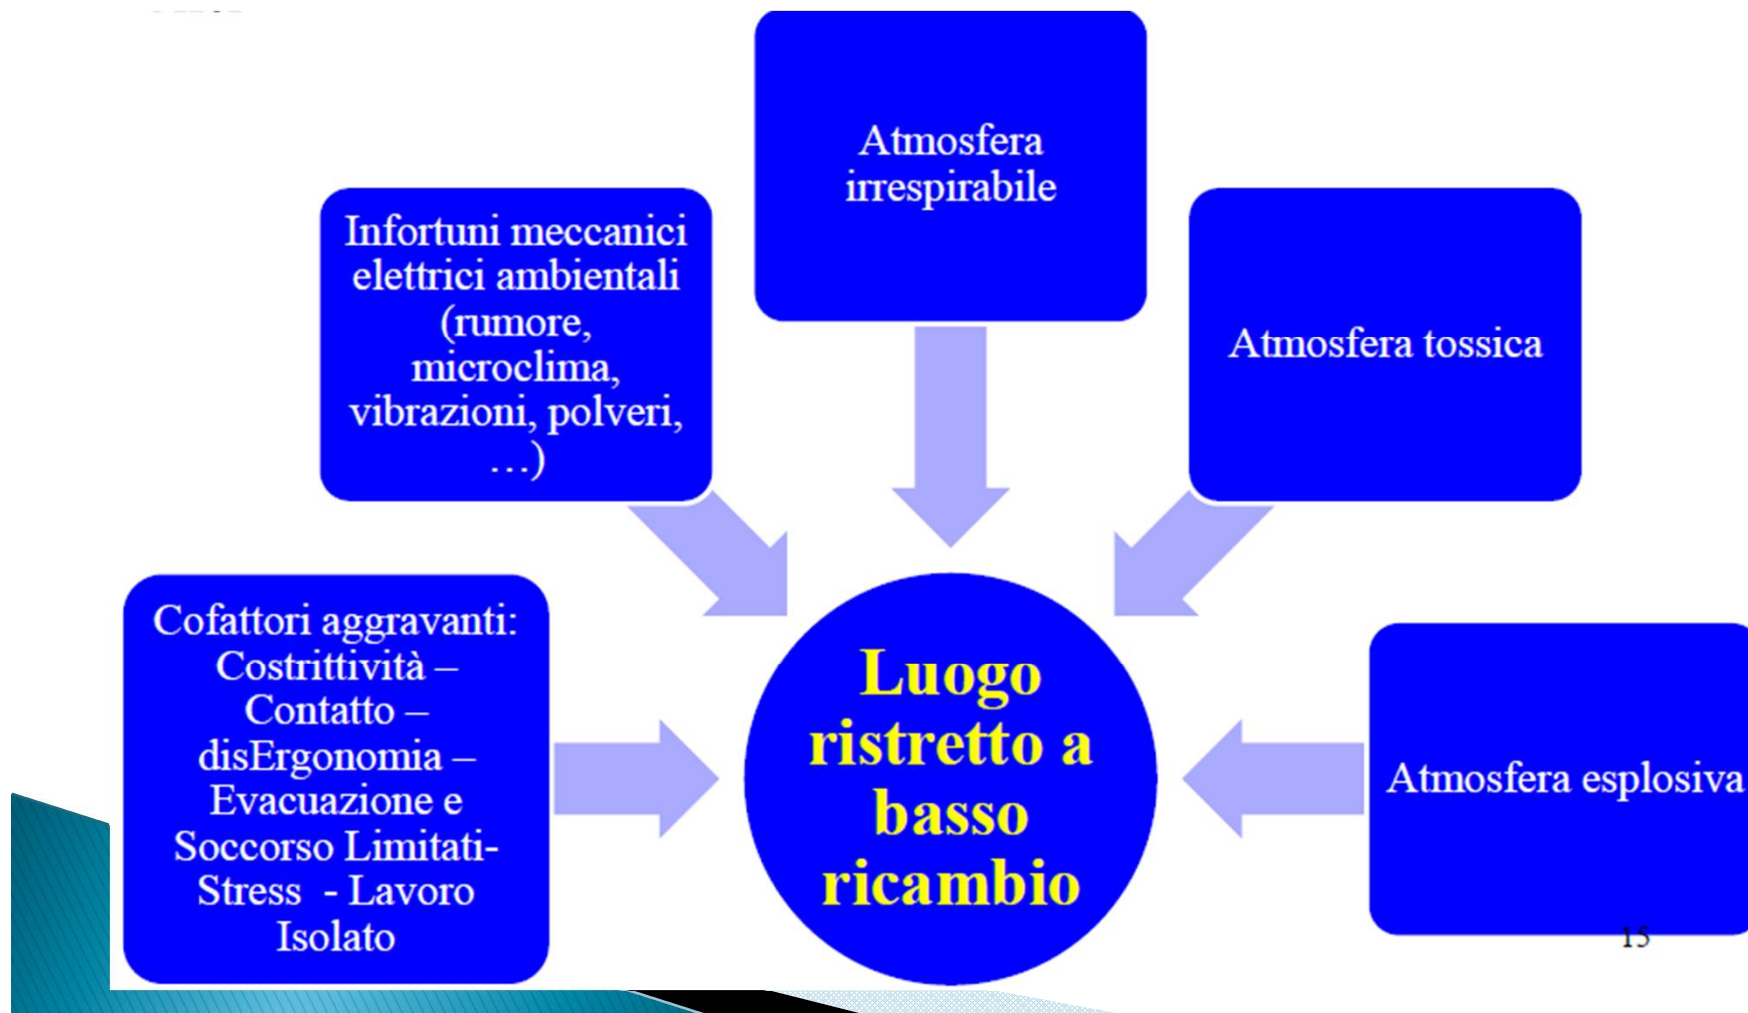 Atmosfera
irrespirabile
Infortuni meccanici
elettrici ambientali
(rumore,
microclima,
vibrazioni, polveri,
…)
Atmosfera tossica
Cofattori aggravanti:
Costrittività –
Contatto –
disErgonomia –
Evacuazione e
Soccorso Limitati-
Stress - Lavoro
Isolato
Luogo
ristretto a
basso
ricambio
Atmosfera esplosiva
15